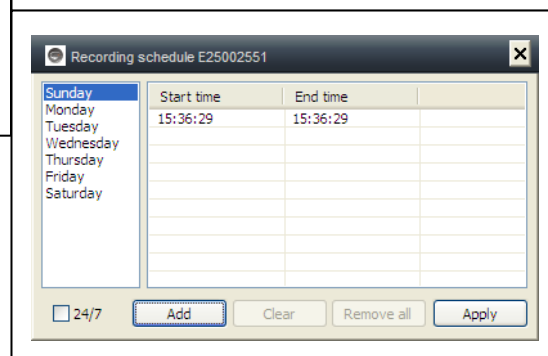 Recording schedule E25002551
Sunday
Monday
Tuesday
Wednesday
Thursday
Friday
Saturday
Start time End time
15:36:29 15:36:29
24/7 Add Clear Remove all Apply